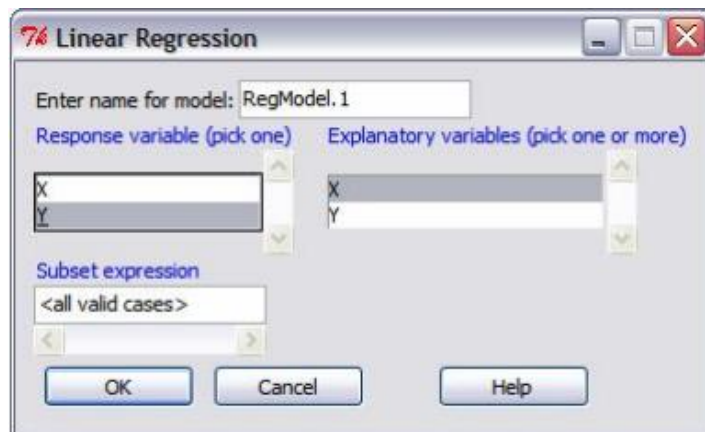 Linear Regression
Enter name for model: RegModel.1
Response variable (pick one) Explanatory variables (pick one or more)
X X
Y Y
Subset expression
<all valid cases>
OK Cancel Help